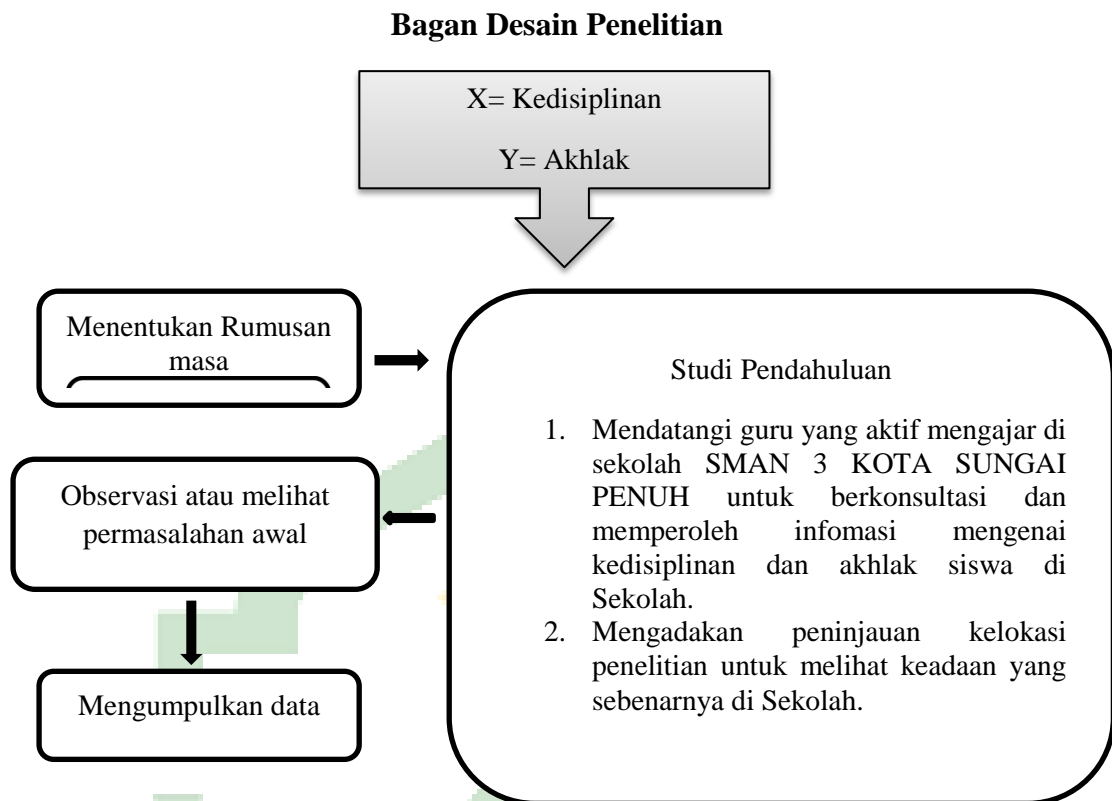 Bagan Desain Penelitian
X= Kedisiplinan
Y= Akhlak
Menentukan Rumusan
masa
Studi Pendahuluan
1. Mendatangi guru yang aktif mengajar di
sekolah SMAN 3 KOTA SUNGAI
PENUH untuk berkonsultasi dan
memperoleh infomasi mengenai
kedisiplinan dan akhlak siswa di
Sekolah.
2. Mengadakan peninjauan kelokasi
penelitian untuk melihat keadaan yang
sebenarnya di Sekolah.
Observasi atau melihat
permasalahan awal
Mengumpulkan data